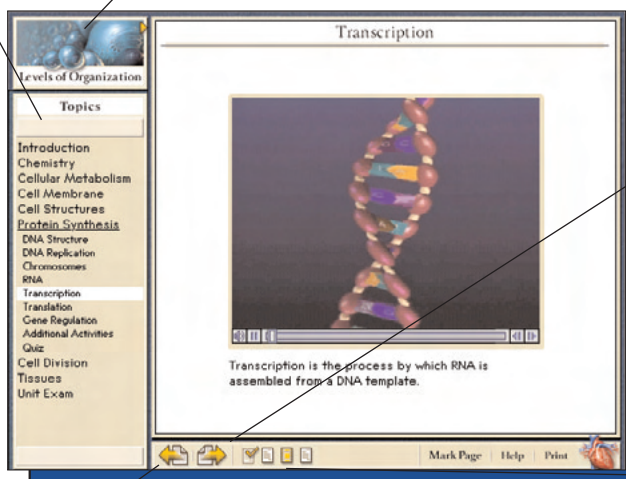 Levels of Organization
Topics
Introduction
Chemistry
Cellular Metabolism
Cell Membrane
Cell Structures
Protein Synthesis
DNA Structure
DNA Replication
Chromosomes
RNA
Transcription
Translation
Gene Regulation
Additional Activities
Quiz
Cell Division
Tissues
Unit Exam
Transcription
Transcription is the process by which RNA is
assembled from a DNA template.
Mark Page Help Print